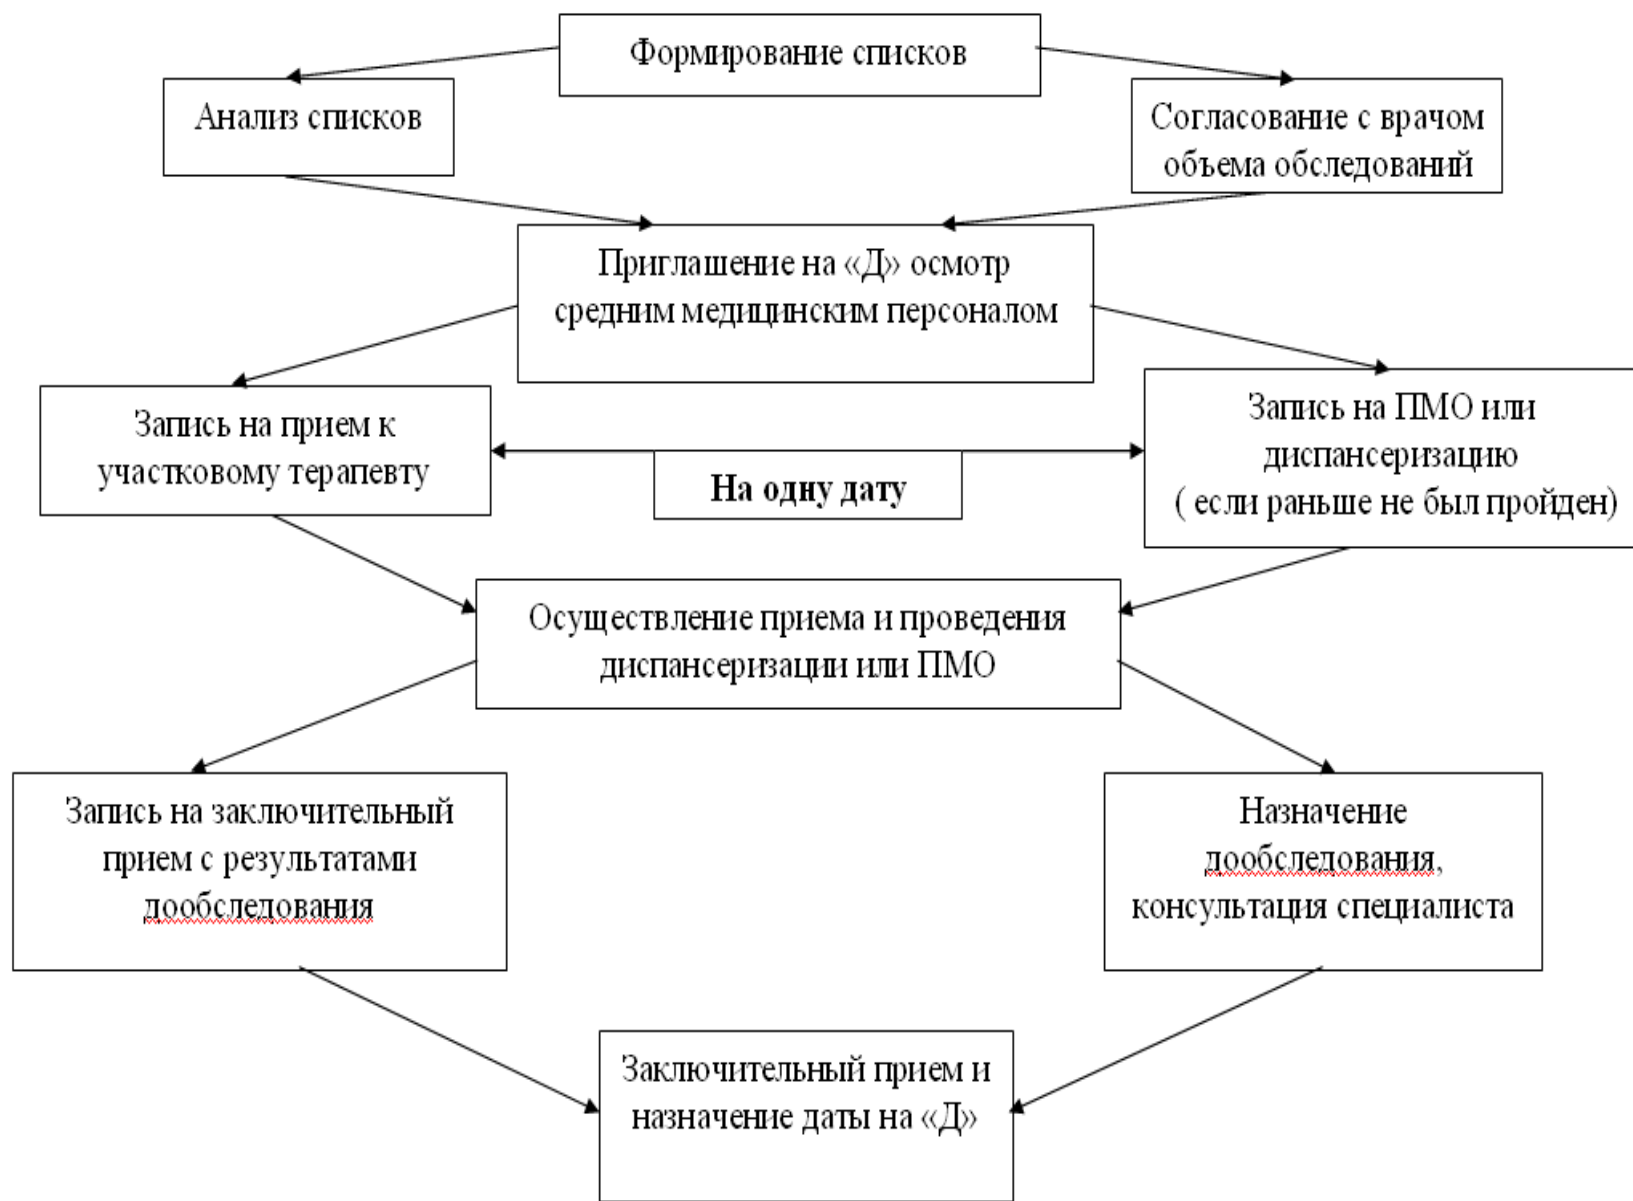 Формирование списков
Анализ списков
Согласование с врачом
объема обследований
Приглашение на «Д» осмотр
средним медицинским персоналом
Запись на прием к
участковому терапевту
На одну дату
Запись на ПМО или
диспансеризацию
( если раньше не был пройден)
Осуществление приема и проведения
диспансеризации или ПМО
Запись на заключительный
прием с результатами
дообследования
Назначение
дообследования,
консультация специалиста
Заключительный прием и
назначение даты на «Д»